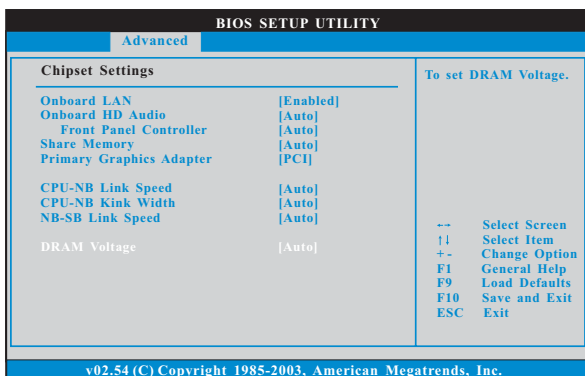 BIOS SETUP UTILITY
Advanced
Chipset Settings
Onboard LAN [Enabled]
Onboard HD Audio [Auto]
Front Panel Controller [Auto]
Share Memory [Auto]
Primary Graphics Adapter [PCI]
CPU-NB Link Speed [Auto]
CPU-NB Kink Width [Auto]
NB-SB Link Speed [Auto]
DRAM Voltage [Auto]
To set DRAM Voltage.
←→ Select Screen
↑↓ Select Item
+- Change Option
F1 General Help
F9 Load Defaults
F10 Save and Exit
ESC Exit
v02.54 (C) Copyright 1985-2003, American Megatrends, Inc.